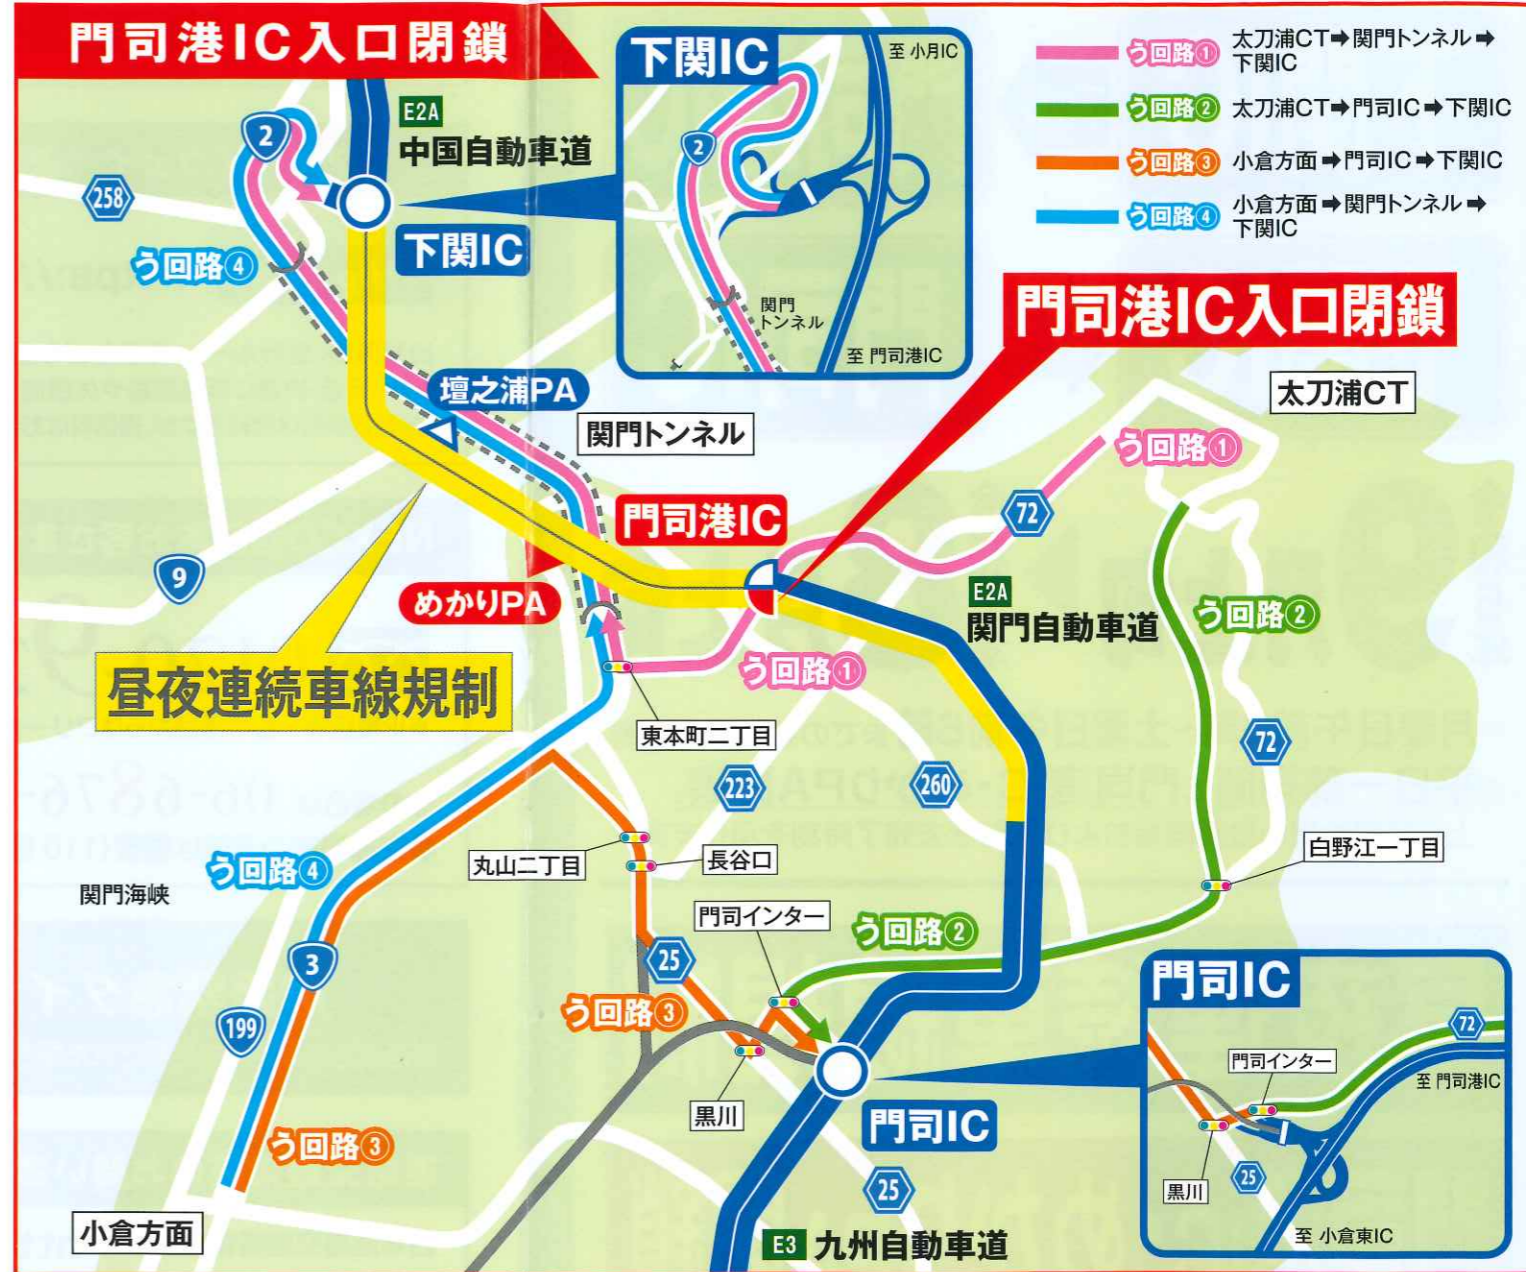 門司港IC入口閉鎖
下関IC
至 小月IC
2
関門
トンネル
至 門司港IC
う回路① 太刀浦CT➡関門トンネル➡
下関IC
う回路② 太刀浦CT➡門司IC➡下関IC
う回路③ 小倉方面➡門司IC➡下関IC
う回路④ 小倉方面➡関門トンネル➡
下関IC
2
E2A
中国自動車道
258
下関IC
う回路④
門司港IC入口閉鎖
太刀浦CT
壇之浦PA
関門トンネル
う回路①
門司港IC
72
9
めかりPA
E2A
関門自動車道
う回路②
昼夜連続車線規制
う回路①
東本町二丁目
72
223
260
丸山二丁目
長谷口
白野江一丁目
う回路④
関門海峡
門司インター
う回路②
3
25
199
う回路③
黒川
門司IC
う回路③
25
小倉方面
E3 九州自動車道
門司IC
72
門司インター
至 門司港IC
黒川
25
至 小倉東IC